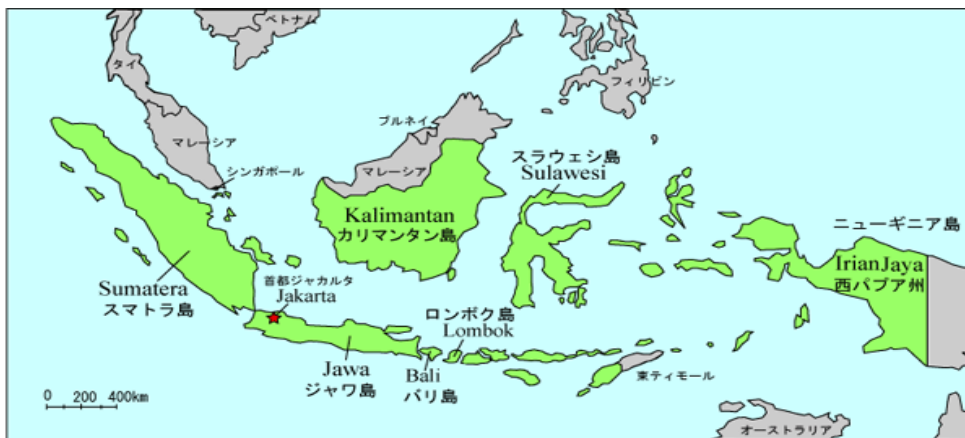 ベトナム
タイ
フィリピン
マレーシア
ブルネイ
シンガポール
マレーシア
スラウェシ島
Sulawesi
Kalimantan
カリマンタン島
ニューギニア島
IrianJaya
西パプア州
Sumatera
スマトラ島
首都ジャカルタ
Jakarta
ロンボク島
Lombok
Jawa
ジャワ島
Bali
バリ島
東ティモール
0 200 400km
オーストラリア